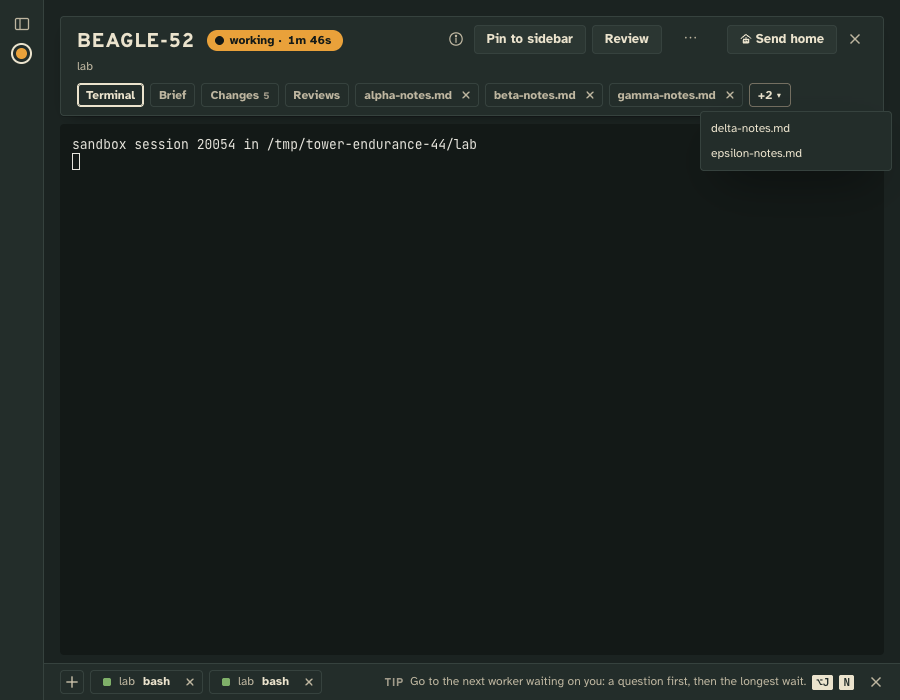 BEAGLE-52 working · 1m 46s Pin to sidebar Review ··· Send home
lab
Terminal Brief Changes 5 Reviews alpha-notes.md beta-notes.md gamma-notes.md +2
delta-notes.md
epsilon-notes.md
sandbox session 20054 in /tmp/tower-endurance-44/lab
lab bash lab bash TIP Go to the next worker waiting on you: a question first, then the longest wait. ⌥J N